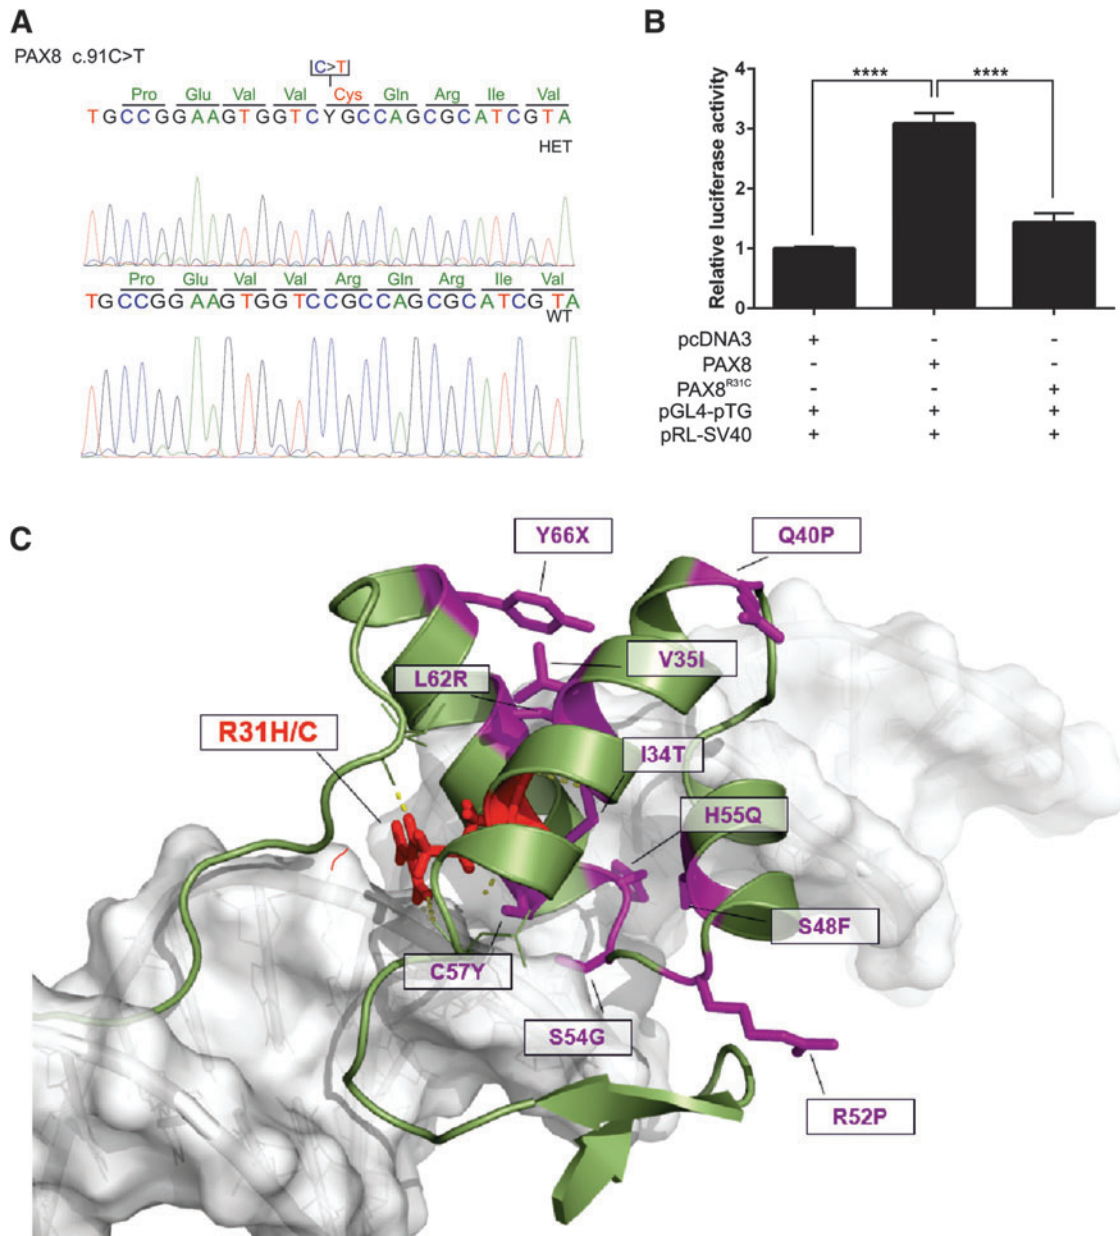 A
PAX8 c.91C>T
C>T
Pro Glu Val Val Cys Gln Arg Ile Val
TGCCGGAAGTGGTCYGCCAGCGCATCGTA
HET
Pro Glu Val Val Arg Gln Arg Ile Val
TGCCGGAAGTGGTCCGCCAGCGCATCGTA
WT
B
Relative luciferase activity
4
3
2
1
0
**** ****
pcDNA3 + - -
PAX8 - + -
PAX8R31C - - +
pGL4-pTG + + +
pRL-SV40 + + +
C
Y66X
Q40P
V35I
L62R
R31H/C
I34T
H55Q
S48F
C57Y
S54G
R52P